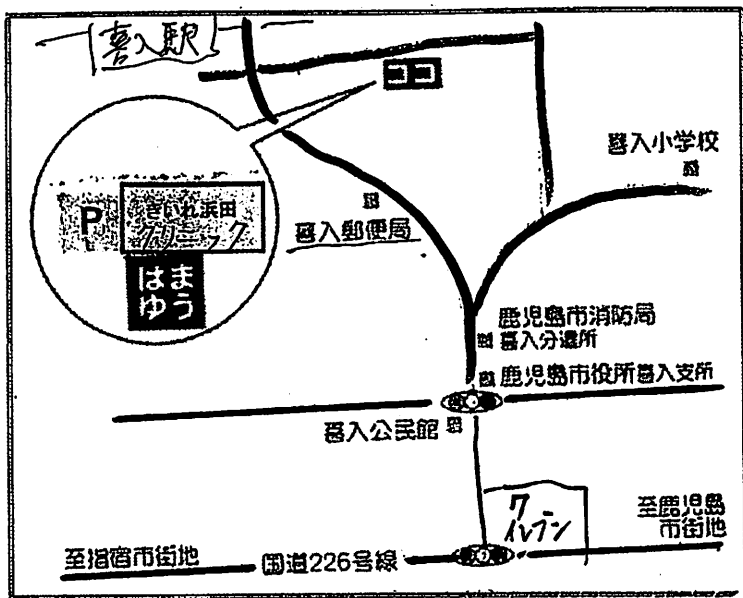 喜入駅
ココ
喜入小学校
P
きいれ浜田
クリニック
はま
ゆう
喜入郵便局
鹿児島市消防局
喜入分遣所
鹿児島市役所喜入支所
喜入公民館
7
イレブン
至鹿児島
市街地
至指宿市街地
国道226号線